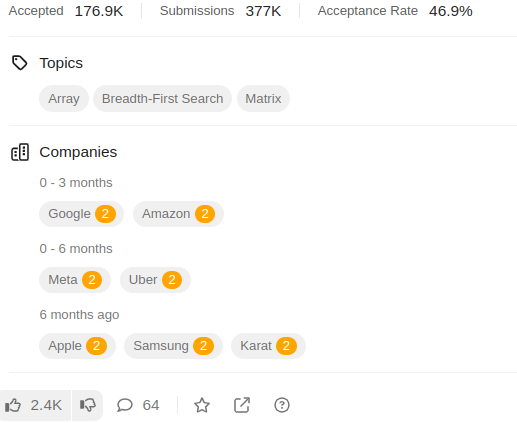 Accepted 176.9K Submissions 377K Acceptance Rate 46.9%
Topics
Array Breadth-First Search Matrix
Companies
0 - 3 months
Google 2 Amazon 2
0 - 6 months
Meta 2 Uber 2
6 months ago
Apple 2 Samsung 2 Karat 2
2.4K 64